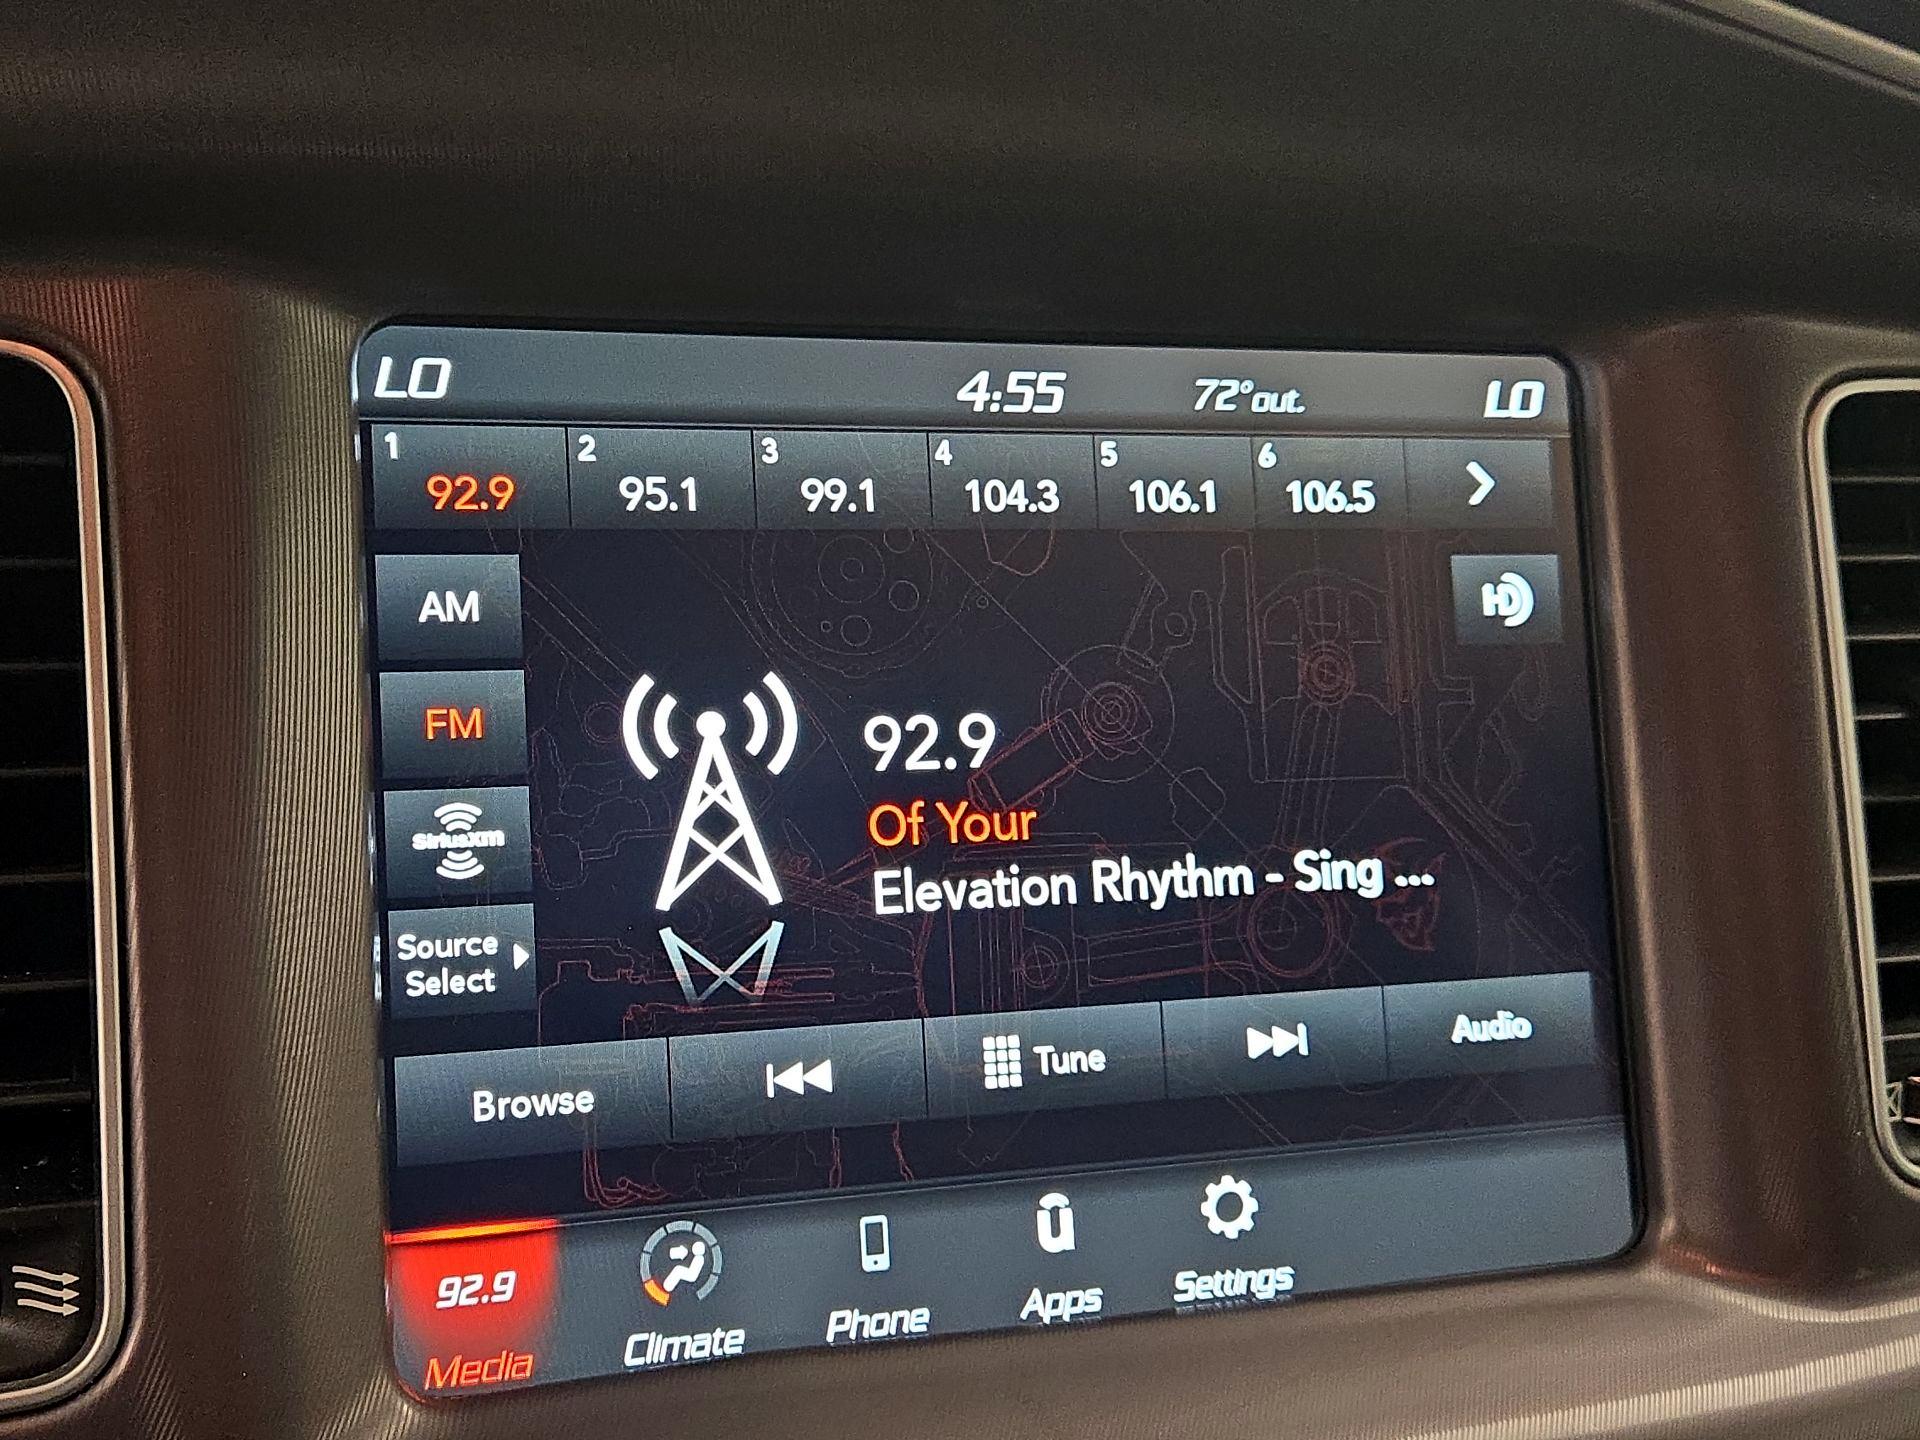 LO 4:55 72°out. LO
1 2 3 4 5 6
92.9 95.1 99.1 104.3 106.1 106.5
AM
HD
FM
92.9
Of Your
Elevation Rhythm - Sing ...
siriusxm
Source
Select
Browse Tune Audio
92.9
Media Climate Phone Apps Settings